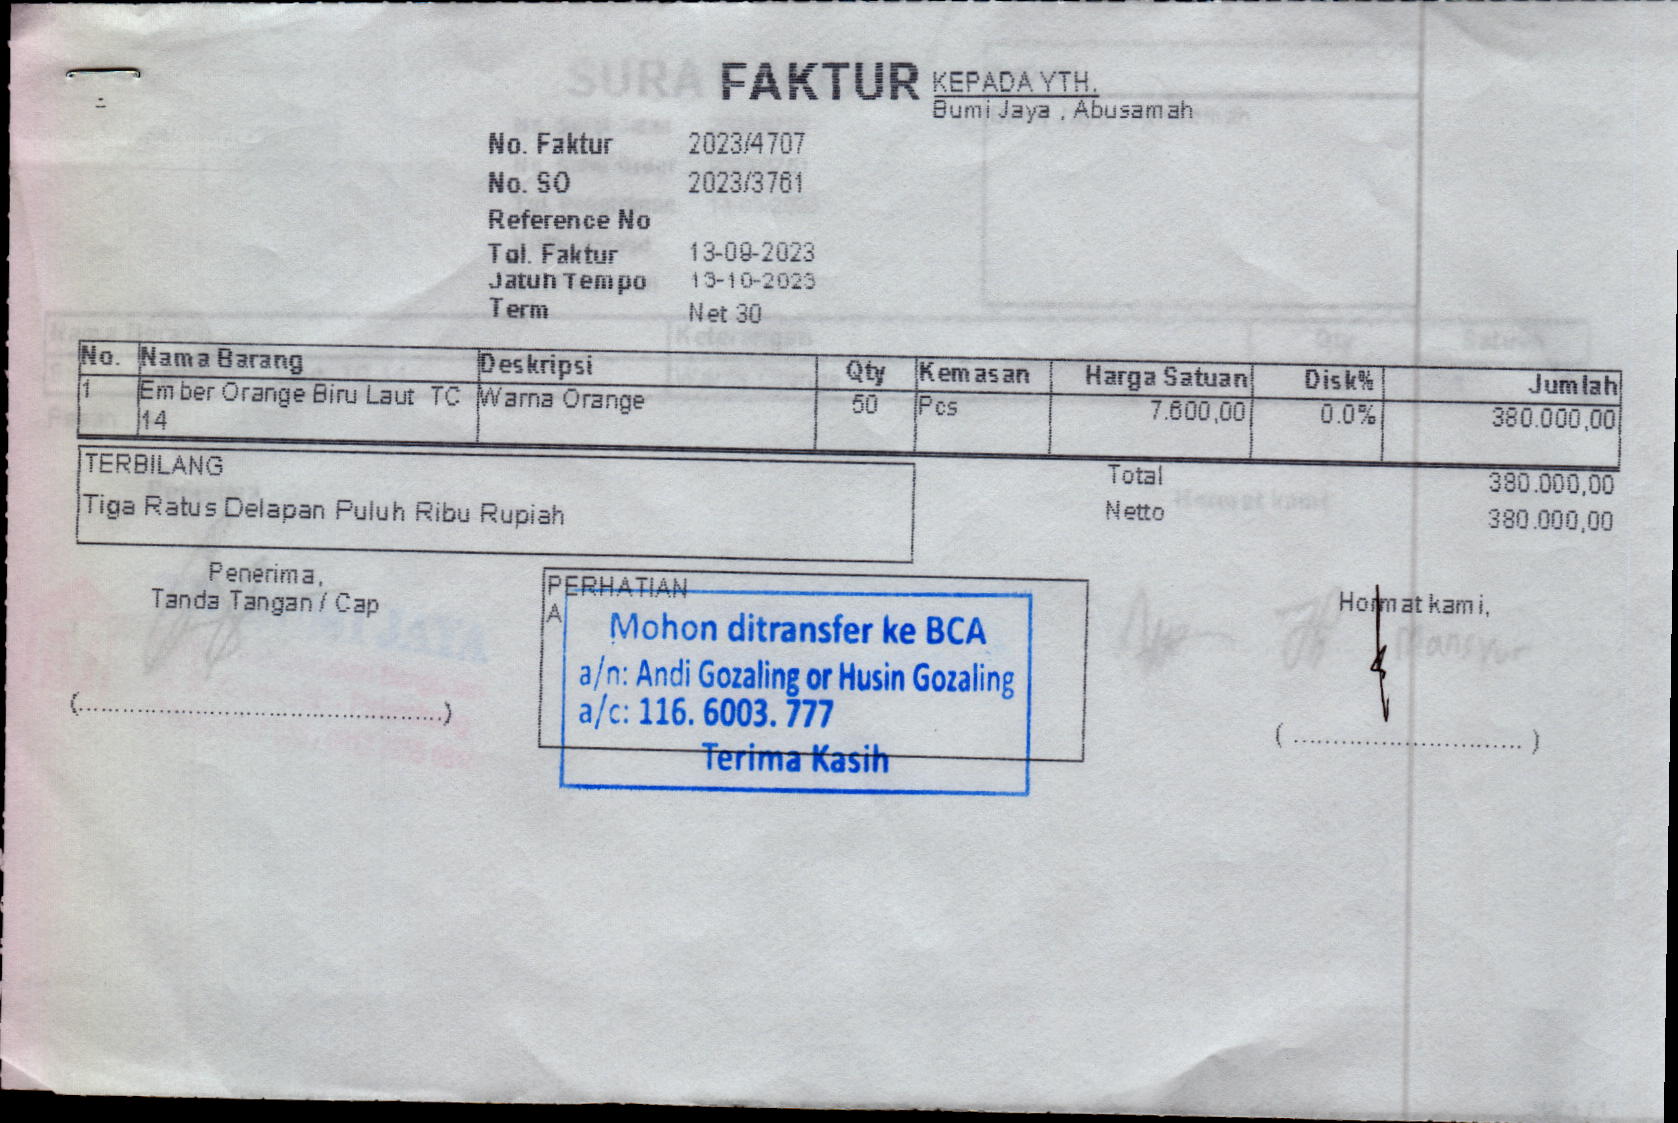 FAKTUR
KEPADA YTH.
Bumi Jaya , Abusamah
No. Faktur 2023/4707
No. SO 2023/3761
Reference No
Tgl. Faktur 13-09-2023
Jatuh Tempo 13-10-2023
Term Net 30
No. Nama Barang Deskripsi Qty Kemasan Harga Satuan Disk% Jumlah
1 Ember Orange Biru Laut TC Warna Orange 50 Pcs 7.600,00 0.0% 380.000,00
14
TERBILANG
Tiga Ratus Delapan Puluh Ribu Rupiah
Total 380.000,00
Netto 380.000,00
Penerima,
Tanda Tangan / Cap
(..............................................)
PERHATIAN
A
Mohon ditransfer ke BCA
a/n: Andi Gozaling or Husin Gozaling
a/c: 116. 6003. 777
Terima Kasih
Hormat kami,
( ............................. )